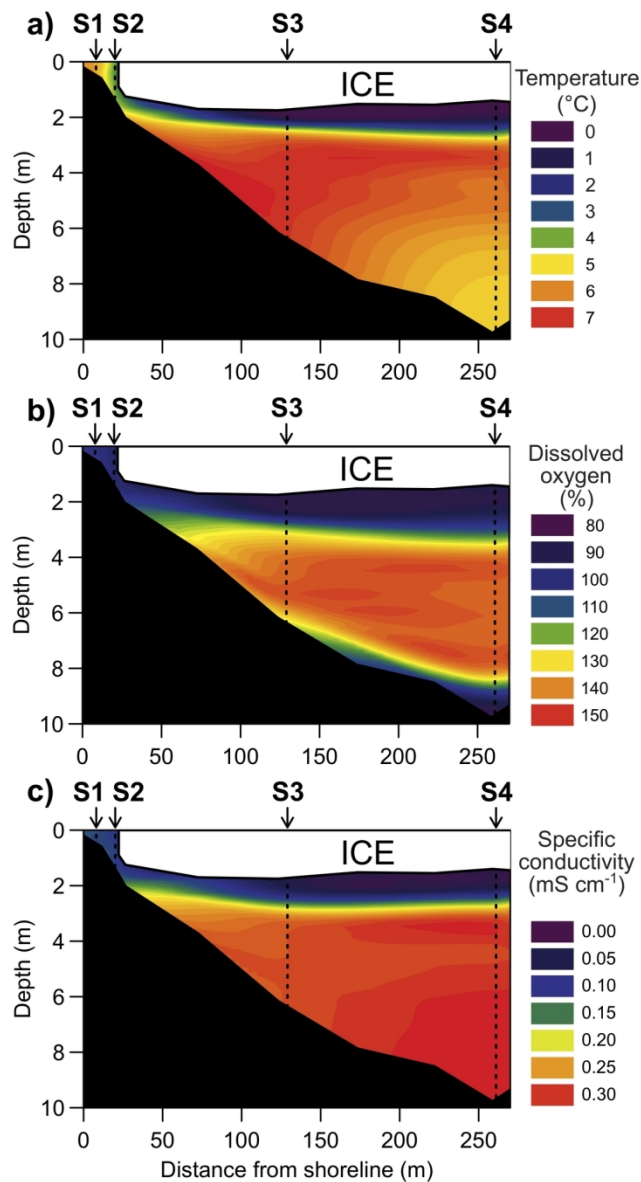 a) S1 S2 S3 S4
0
2
4
6
8
10
Depth (m)
ICE
0 50 100 150 200 250
Temperature
(°C)
0
1
2
3
4
5
6
7
b) S1 S2 S3 S4
0
2
4
6
8
10
Depth (m)
ICE
0 50 100 150 200 250
Dissolved
oxygen
(%)
80
90
100
110
120
130
140
150
c) S1 S2 S3 S4
0
2
4
6
8
10
Depth (m)
ICE
0 50 100 150 200 250
Distance from shoreline (m)
Specific
conductivity
(mS cm⁻¹)
0.00
0.05
0.10
0.15
0.20
0.25
0.30